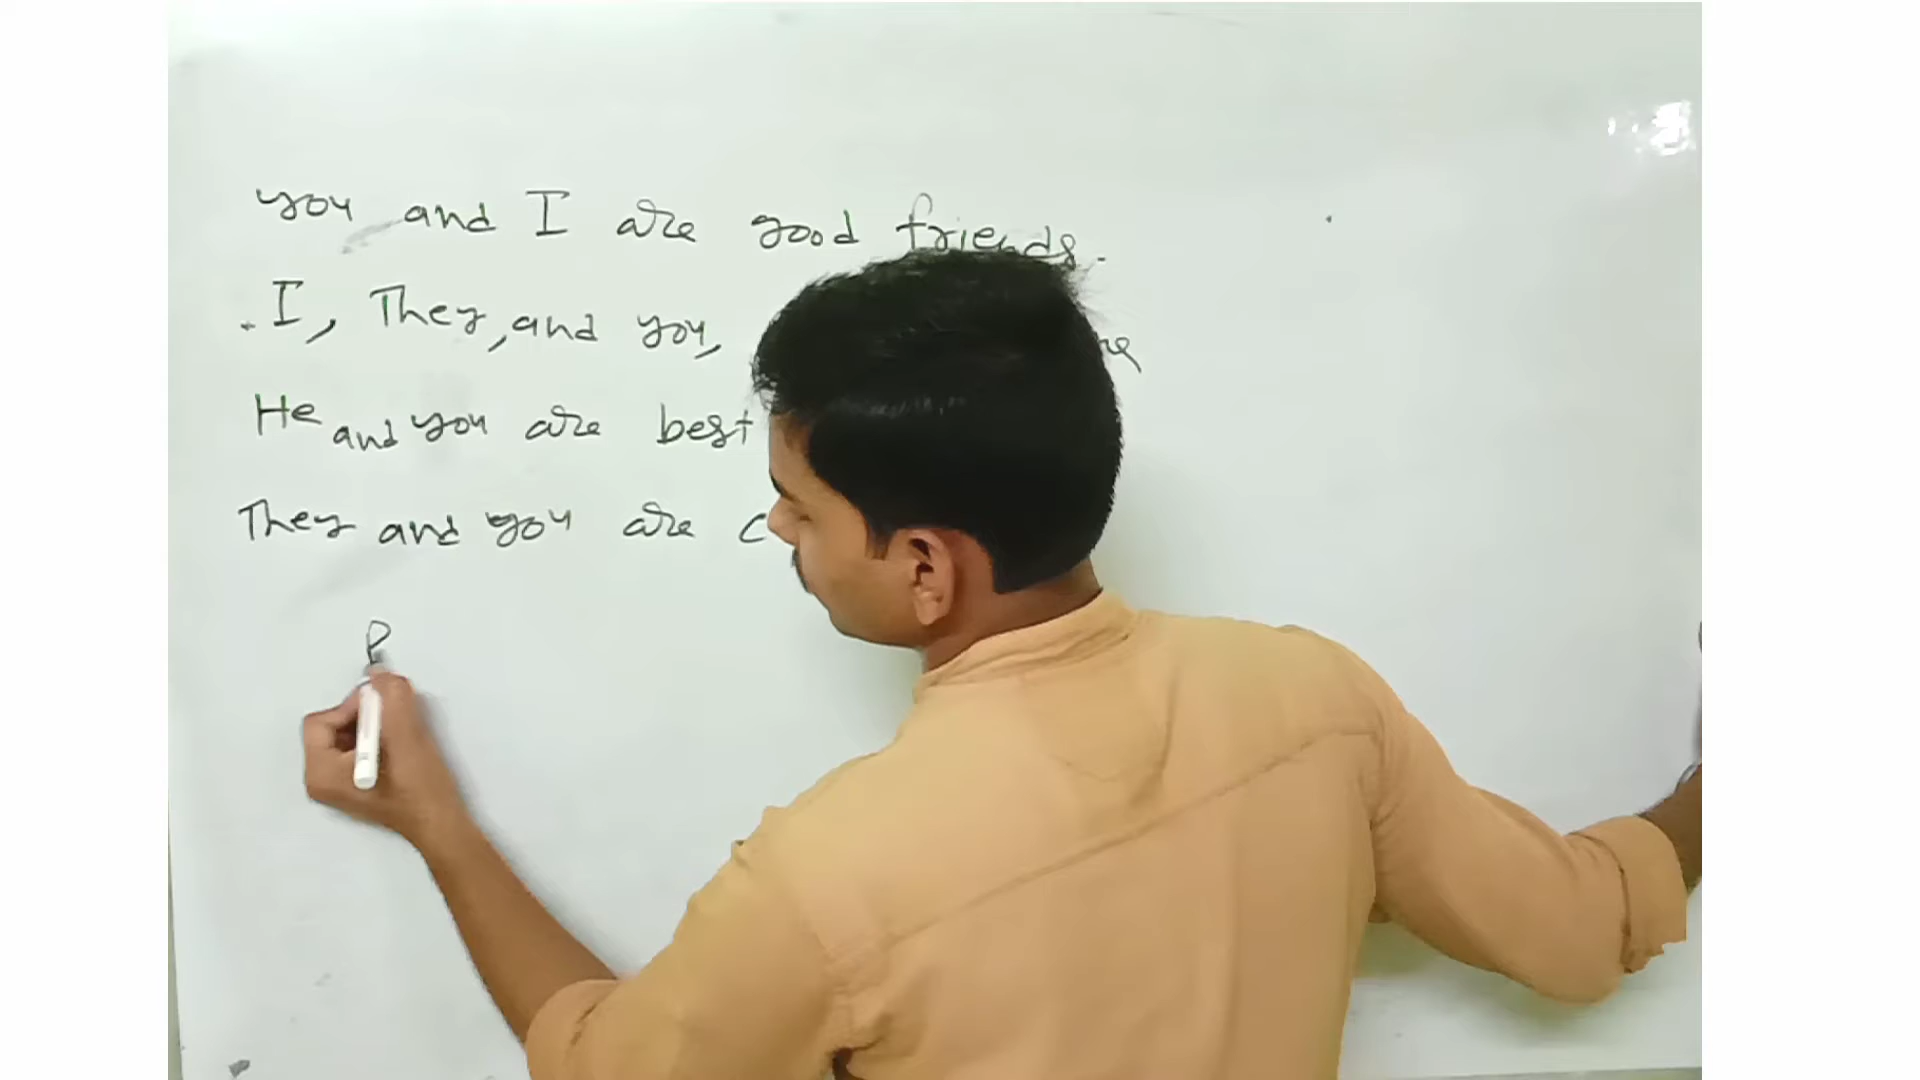 you and I are good friends.
. I, They, and you,
He and you are best
They and you are
P